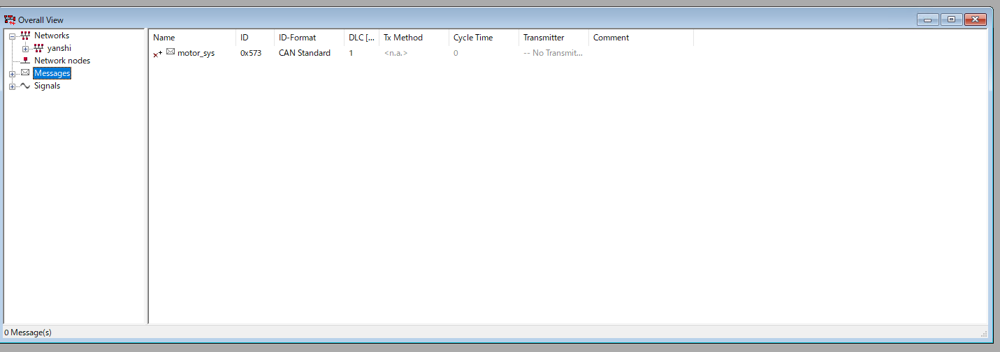 Overall View
Networks
yanshi
Network nodes
Messages
Signals
Name ID ID-Format DLC [... Tx Method Cycle Time Transmitter Comment
motor_sys 0x573 CAN Standard 1 <n.a.> 0 -- No Transmit...
0 Message(s)